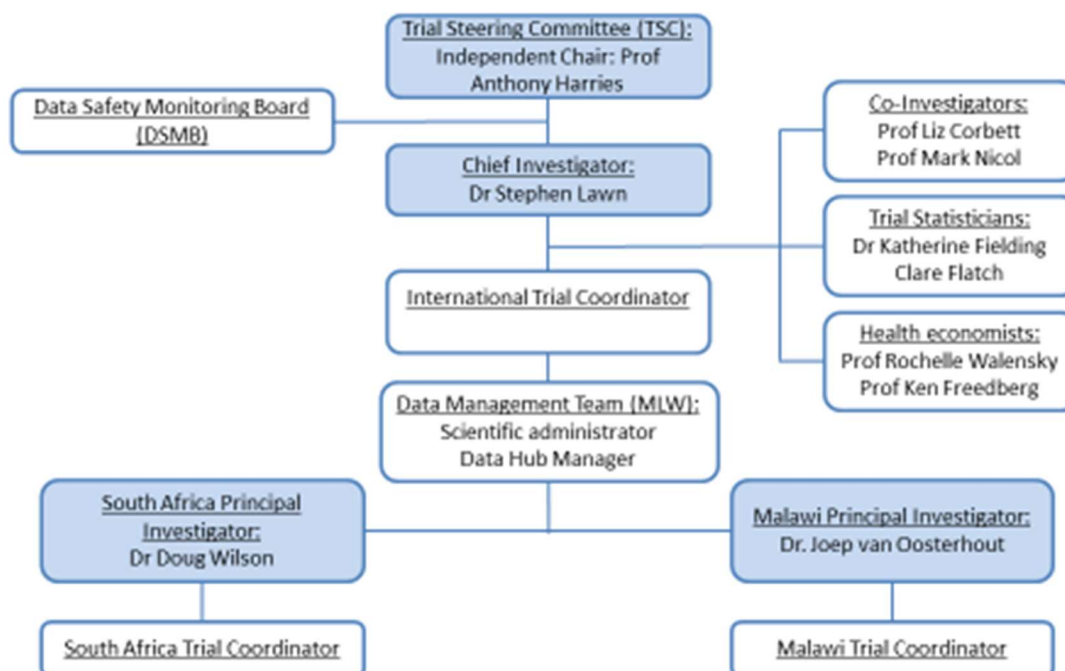 Trial Steering Committee (TSC):
Independent Chair: Prof
Anthony Harries
Data Safety Monitoring Board
(DSMB)
Chief Investigator:
Dr Stephen Lawn
Co-Investigators:
Prof Liz Corbett
Prof Mark Nicol
Trial Statisticians:
Dr Katherine Fielding
Clare Flatch
Health economists:
Prof Rochelle Walensky
Prof Ken Freedberg
International Trial Coordinator
Data Management Team (MLW):
Scientific administrator
Data Hub Manager
South Africa Principal
Investigator:
Dr Doug Wilson
Malawi Principal Investigator:
Dr. Joep van Oosterhout
South Africa Trial Coordinator
Malawi Trial Coordinator